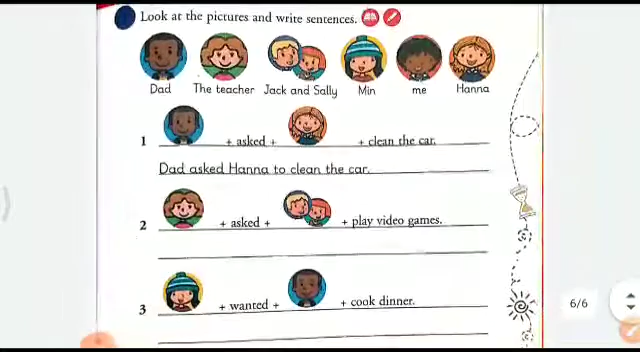 Look at the pictures and write sentences.
Dad The teacher Jack and Sally Min me Hanna
1 + asked + + clean the car.
Dad asked Hanna to clean the car.
2 + asked + + play video games.
3 + wanted + + cook dinner.
6/6